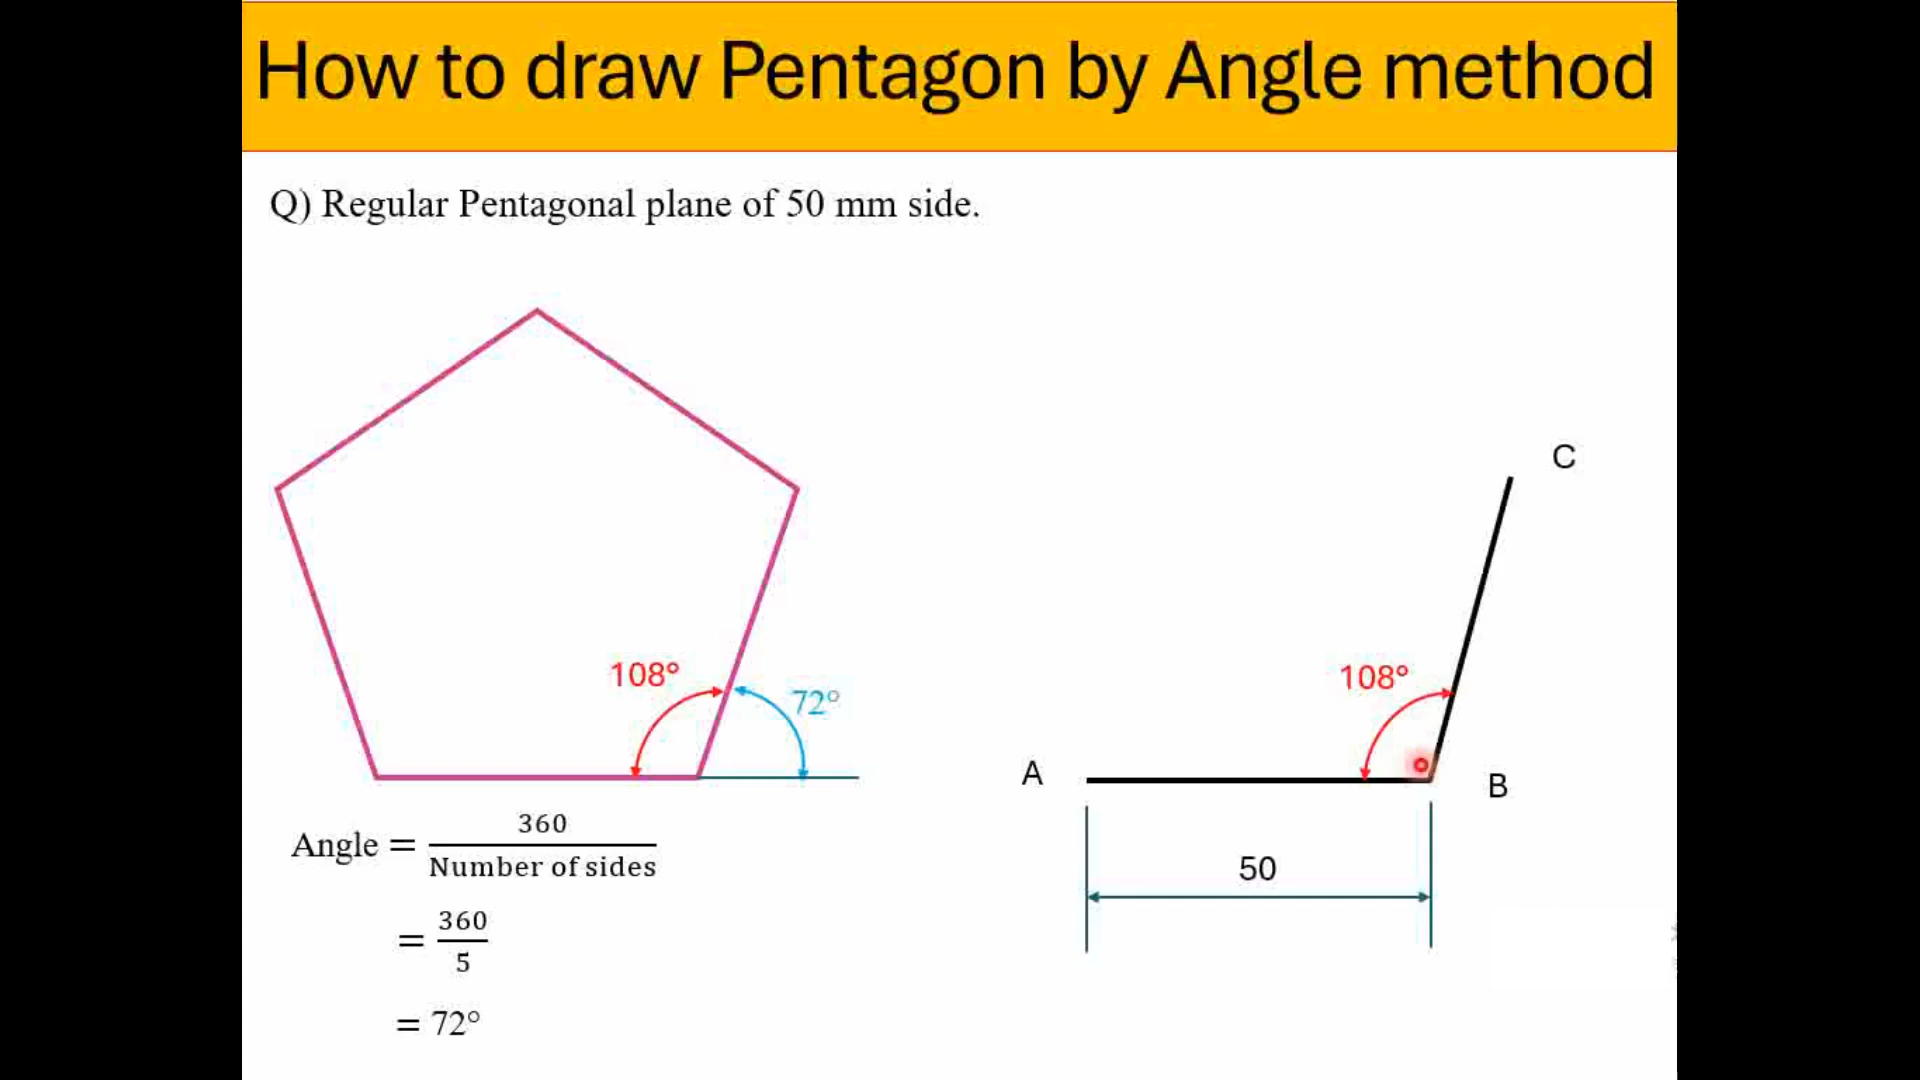 How to draw Pentagon by Angle method
Q) Regular Pentagonal plane of 50 mm side.
108°
72°
Angle = 360 / Number of sides
= 360 / 5
= 72°
C
108°
A
B
50